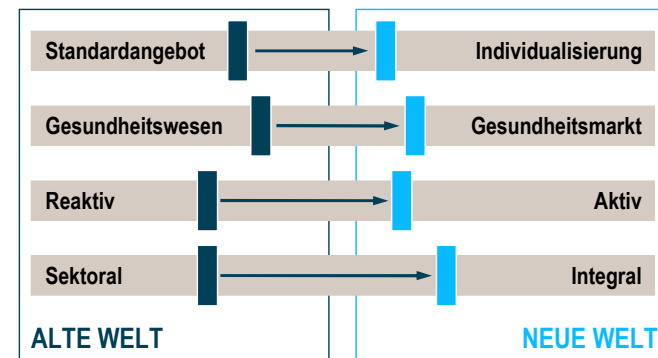 Standardangebot Individualisierung
Gesundheitswesen Gesundheitsmarkt
Reaktiv Aktiv
Sektoral Integral
ALTE WELT NEUE WELT